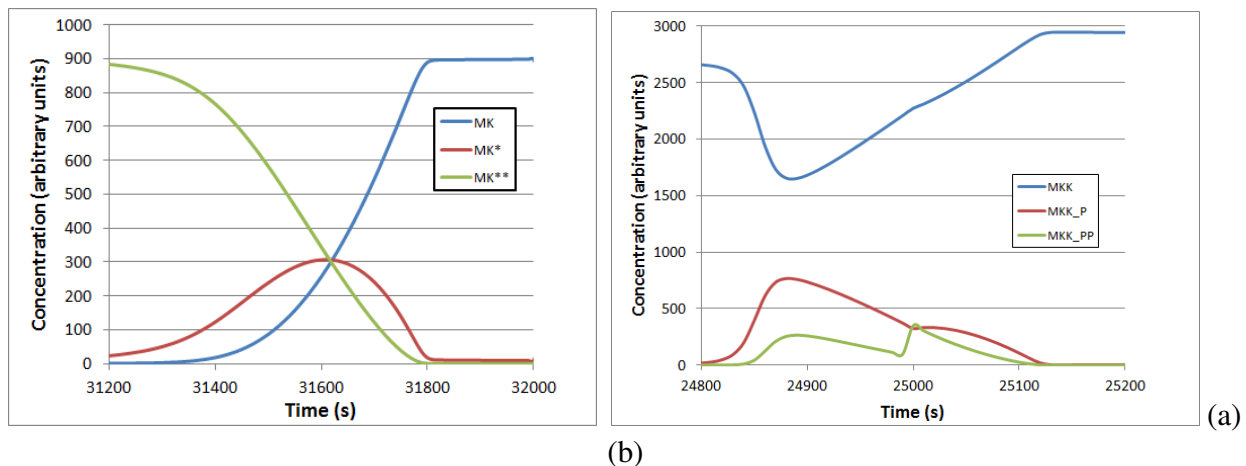 1000
900
800
700
600
500
400
300
200
100
0
Concentration (arbitrary units)
MK
MK*
MK**
31200 31400 31600 31800 32000
Time (s)
3000
2500
2000
1500
1000
500
0
Concentration (arbitrary units)
MKK
MKK_P
MKK_PP
24800 24900 25000 25100 25200
Time (s)
(a)
(b)